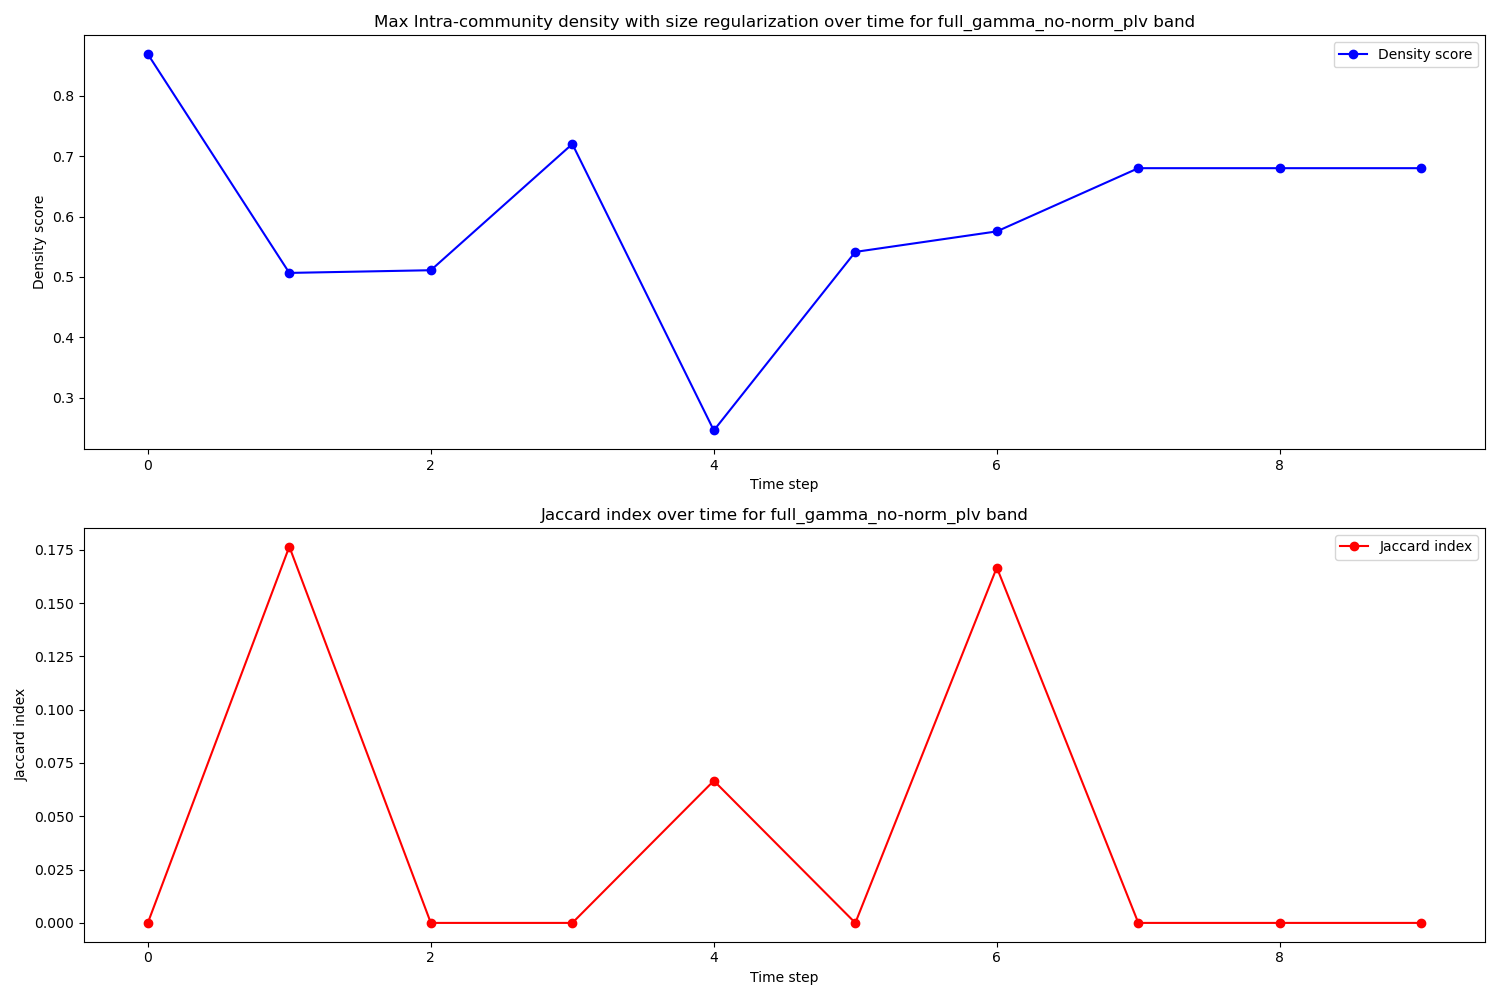 Max Intra-community density with size regularization over time for full_gamma_no-norm_plv band
Density score
Density score
0.8
0.7
0.6
0.5
0.4
0.3
0 2 4 6 8
Time step
Jaccard index over time for full_gamma_no-norm_plv band
Jaccard index
Jaccard index
0.175
0.150
0.125
0.100
0.075
0.050
0.025
0.000
0 2 4 6 8
Time step